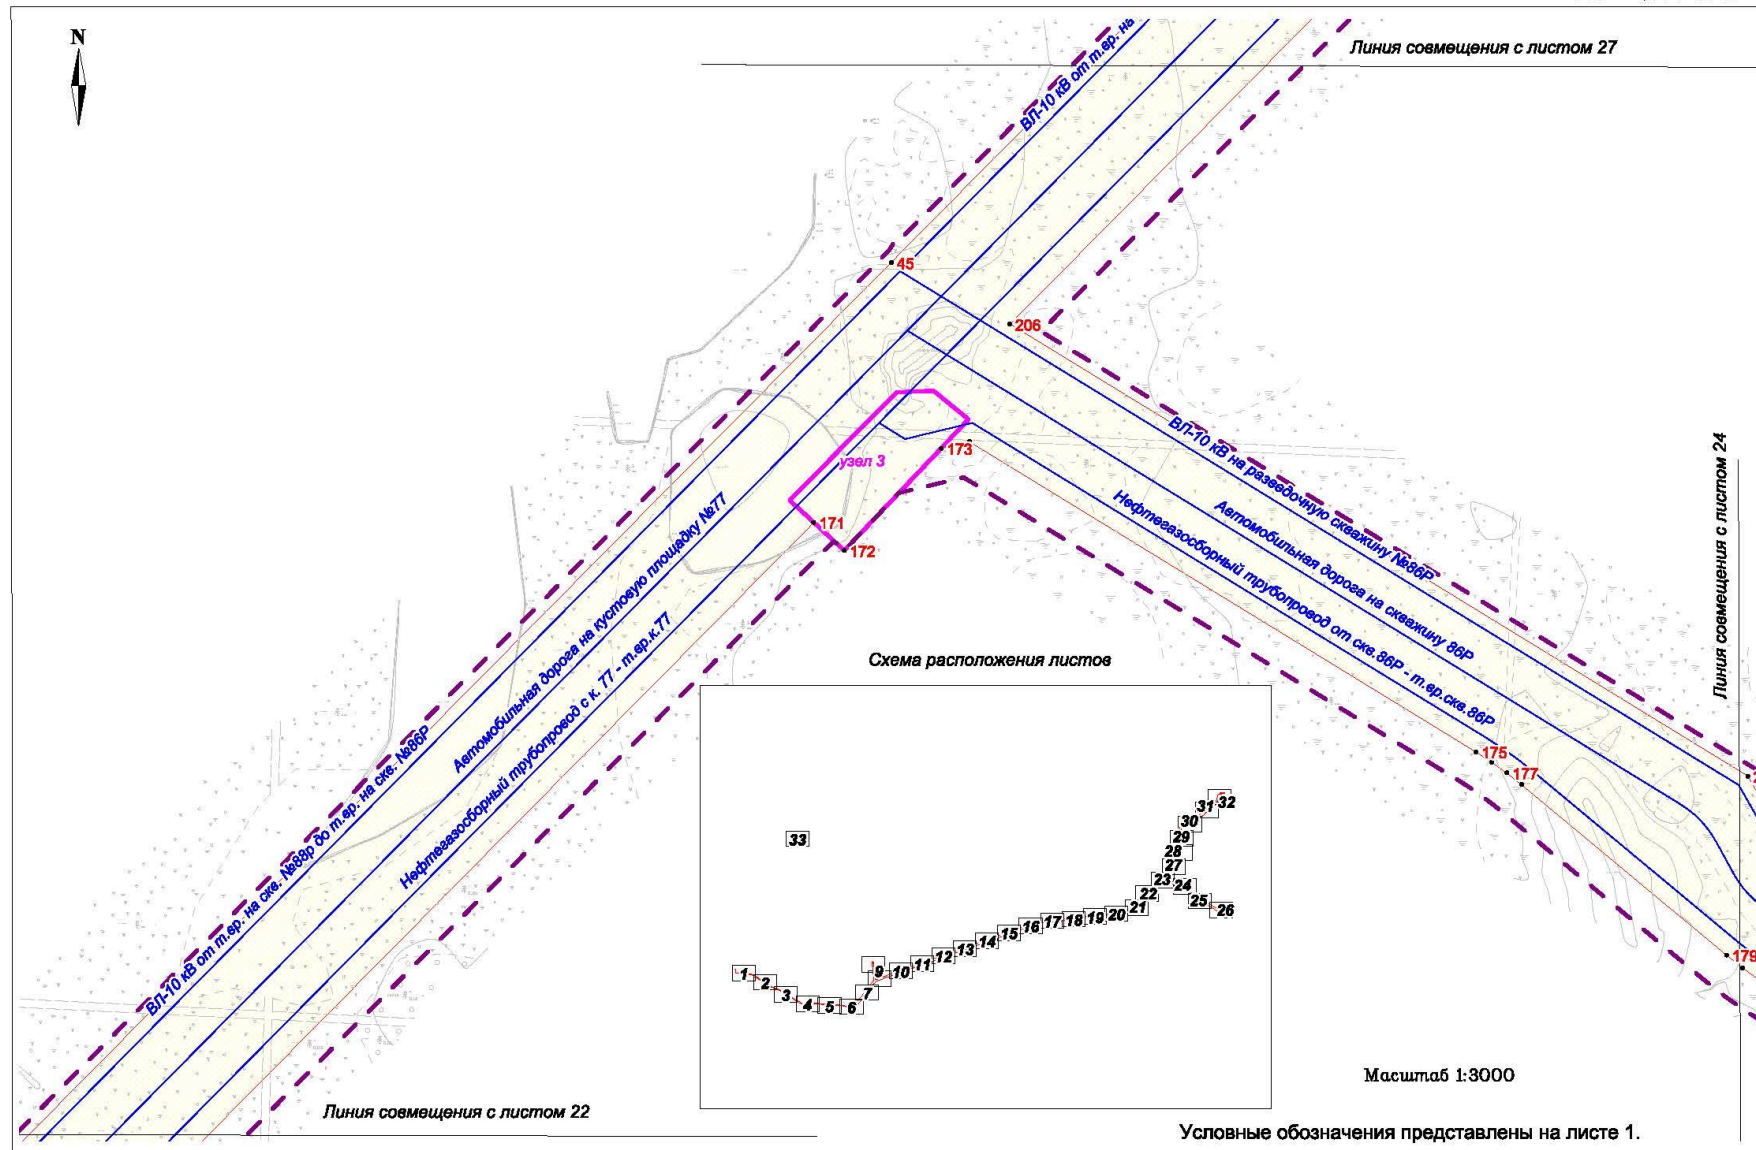 N
Линия совмещения с листом 27
ВЛ-10 кВ от т.вр. на
45
206
173
узел 3
171
172
ВЛ-10 кВ на разведочную скважину №86Р
Автомобильная дорога на скважину 86Р
Нефтегазосборный трубопровод от скв.86Р - т.вр.скв.86Р
Линия совмещения с листом 24
Автомобильная дорога на кустовую площадку №77
Нефтегазосборный трубопровод с к. 77 - т.вр.к.77
ВЛ-10 кВ от т.вр. на скв. №88р до т.вр. на скв. №86Р
175
177
179
Схема расположения листов
31 32
30
29
28
27
33
23 24
22
25
26
21
20
19
18
17
16
15
14
13
12
11
10
9
1
2
3
4
5
6
7
Масштаб 1:3000
Линия совмещения с листом 22
Условные обозначения представлены на листе 1.